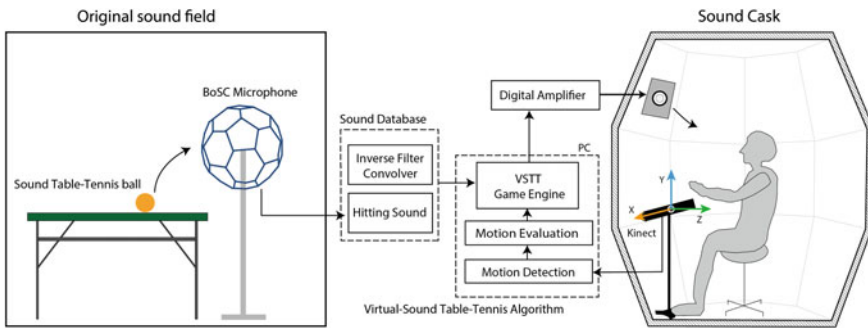 Original sound field
Sound Cask
BoSC Microphone
Sound Table-Tennis ball
Sound Database
Inverse Filter
Convolver
Hitting Sound
Digital Amplifier
PC
VSTT
Game Engine
Motion Evaluation
Motion Detection
Virtual-Sound Table-Tennis Algorithm
Y
X
Z
Kinect